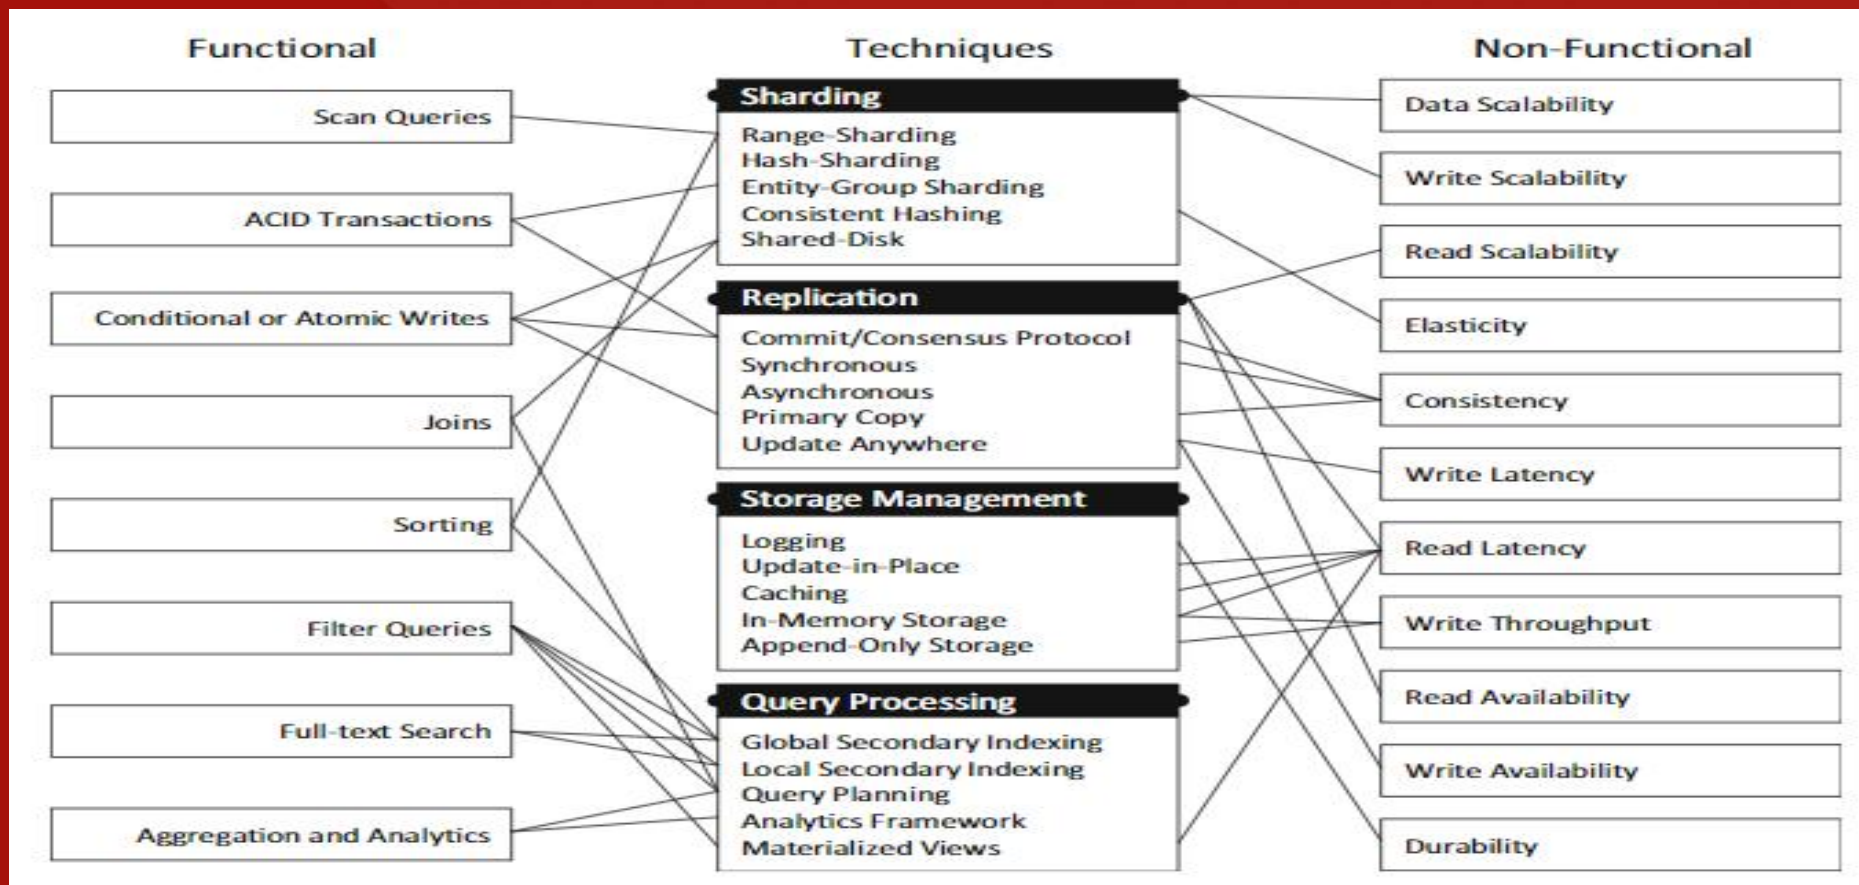 Functional
Techniques
Non-Functional
Scan Queries
ACID Transactions
Conditional or Atomic Writes
Joins
Sorting
Filter Queries
Full-text Search
Aggregation and Analytics
Sharding
Range-Sharding
Hash-Sharding
Entity-Group Sharding
Consistent Hashing
Shared-Disk
Replication
Commit/Consensus Protocol
Synchronous
Asynchronous
Primary Copy
Update Anywhere
Storage Management
Logging
Update-in-Place
Caching
In-Memory Storage
Append-Only Storage
Query Processing
Global Secondary Indexing
Local Secondary Indexing
Query Planning
Analytics Framework
Materialized Views
Data Scalability
Write Scalability
Read Scalability
Elasticity
Consistency
Write Latency
Read Latency
Write Throughput
Read Availability
Write Availability
Durability